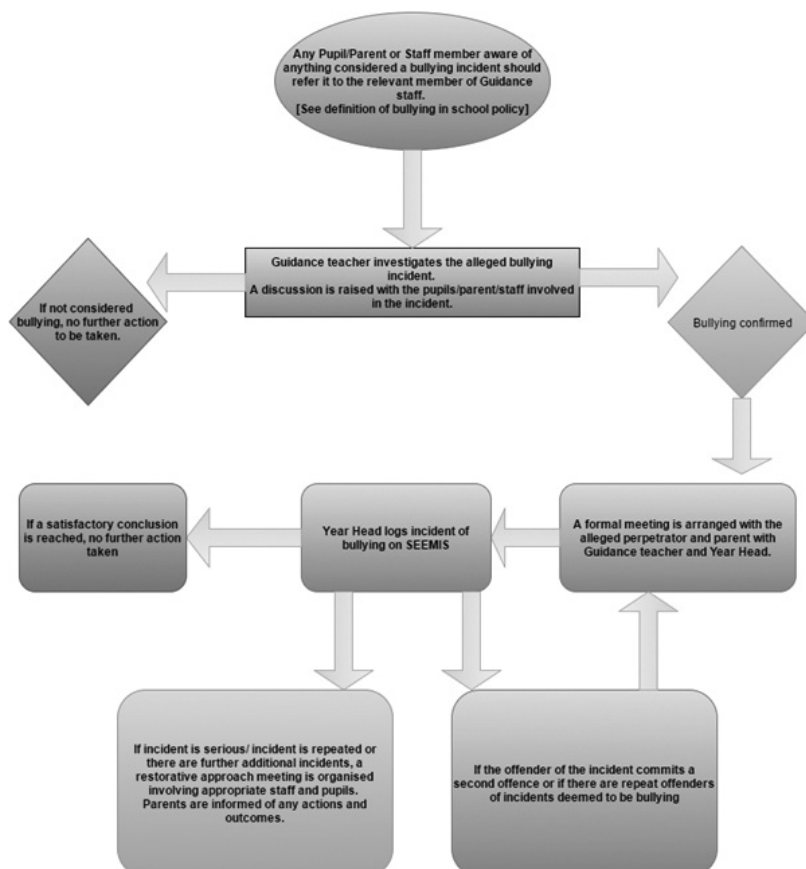 Any Pupil/Parent or Staff member aware of
anything considered a bullying incident should
refer it to the relevant member of Guidance
staff.
[See definition of bullying in school policy]
Guidance teacher investigates the alleged bullying
incident.
A discussion is raised with the pupils/parent/staff involved
in the incident.
If not considered
bullying, no further action
to be taken.
Bullying confirmed
If a satisfactory conclusion
is reached, no further action
taken
Year Head logs incident of
bullying on SEEMIS
A formal meeting is arranged with the
alleged perpetrator and parent with
Guidance teacher and Year Head.
If incident is serious/ incident is repeated or
there are further additional incidents, a
restorative approach meeting is organised
involving appropriate staff and pupils.
Parents are informed of any actions and
outcomes.
If the offender of the incident commits a
second offence or if there are repeat offenders
of incidents deemed to be bullying